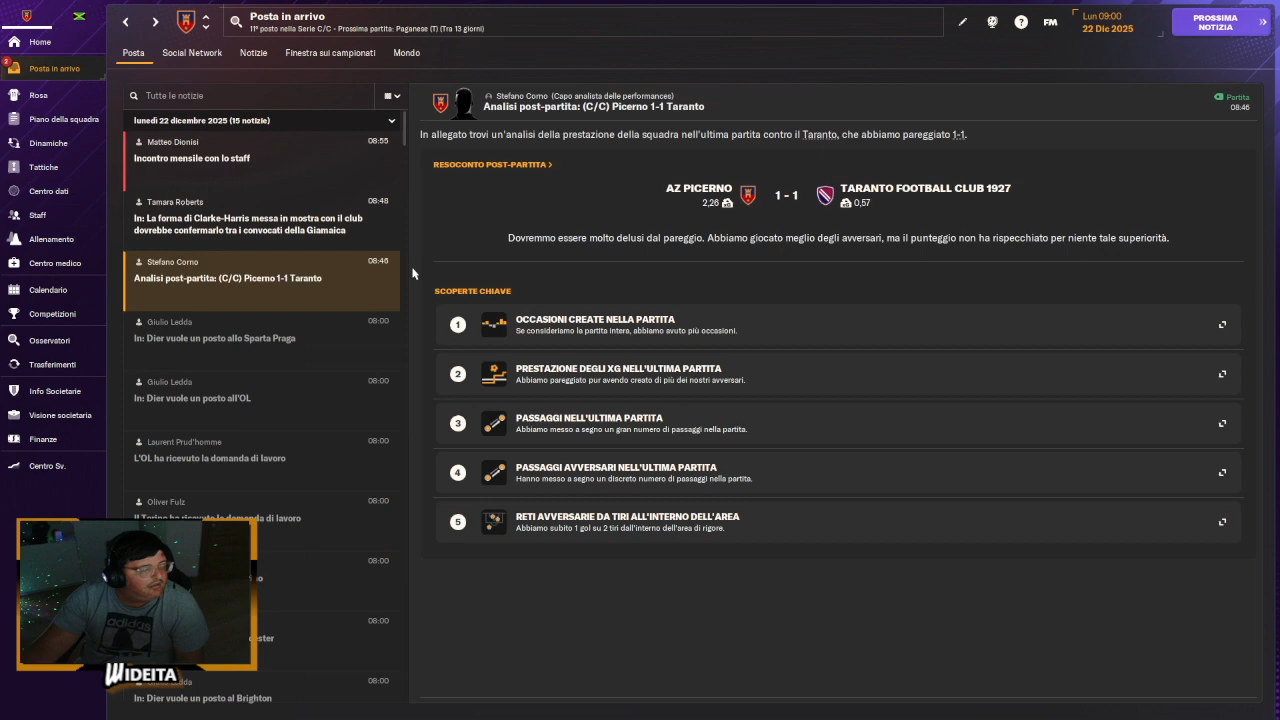 Posta in arrivo
11° posto nella Serie C/C - Prossima partita: Paganese (T) (Tra 13 giorni)
FM
Lun 09:00
22 Dic 2025
PROSSIMA
NOTIZIA
Home
2
Posta in arrivo
Rosa
Piano della squadra
Dinamiche
Tattiche
Centro dati
Staff
Allenamento
Centro medico
Calendario
Competizioni
Osservatori
Trasferimenti
Info Societarie
Visione societaria
Finanze
Centro Sv.
Posta
Social Network
Notizie
Finestra sui campionati
Mondo
Tutte le notizie
lunedì 22 dicembre 2025 (15 notizie)
Matteo Dionisi
08:55
Incontro mensile con lo staff
Tamara Roberts
08:48
In: La forma di Clarke-Harris messa in mostra con il club
dovrebbe confermarlo tra i convocati della Giamaica
Stefano Corno
08:46
Analisi post-partita: (C/C) Picerno 1-1 Taranto
Giulio Ledda
08:00
In: Dier vuole un posto allo Sparta Praga
Giulio Ledda
08:00
In: Dier vuole un posto all'OL
Laurent Prud'homme
08:00
L'OL ha ricevuto la domanda di lavoro
Oliver Fulz
08:00
Il Torino ha ricevuto la domanda di lavoro
08:00
08:00
08:00
In: Dier vuole un posto al Brighton
Stefano Corno (Capo analista delle performances)
Analisi post-partita: (C/C) Picerno 1-1 Taranto
Partita
08:46
In allegato trovi un'analisi della prestazione della squadra nell'ultima partita contro il Taranto, che abbiamo pareggiato 1-1.
RESOCONTO POST-PARTITA >
AZ PICERNO
2,26
1 - 1
TARANTO FOOTBALL CLUB 1927
0,57
Dovremmo essere molto delusi dal pareggio. Abbiamo giocato meglio degli avversari, ma il punteggio non ha rispecchiato per niente tale superiorità.
SCOPERTE CHIAVE
1
OCCASIONI CREATE NELLA PARTITA
Se consideriamo la partita intera, abbiamo avuto più occasioni.
2
PRESTAZIONE DEGLI XG NELL'ULTIMA PARTITA
Abbiamo pareggiato pur avendo creato di più dei nostri avversari.
3
PASSAGGI NELL'ULTIMA PARTITA
Abbiamo messo a segno un gran numero di passaggi nella partita.
4
PASSAGGI AVVERSARI NELL'ULTIMA PARTITA
Hanno messo a segno un discreto numero di passaggi nella partita.
5
RETI AVVERSARIE DA TIRI ALL'INTERNO DELL'AREA
Abbiamo subito 1 gol su 2 tiri dall'interno dell'area di rigore.
adidas
WIDEITA